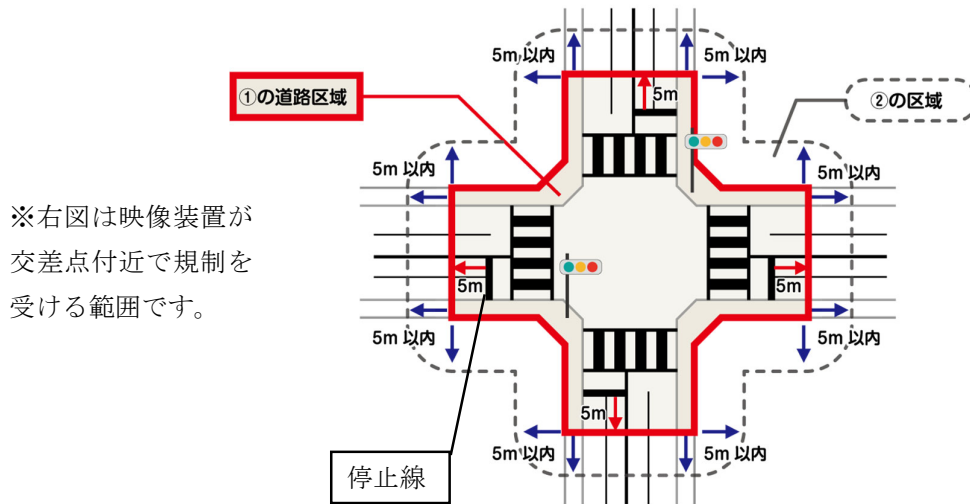 5m 以内
5m 以内
①の道路区域
5m
②の区域
5m 以内
5m 以内
※右図は映像装置が
交差点付近で規制を
受ける範囲です。
5m
5m
5m 以内
5m 以内
5m
5m 以内
5m 以内
停止線